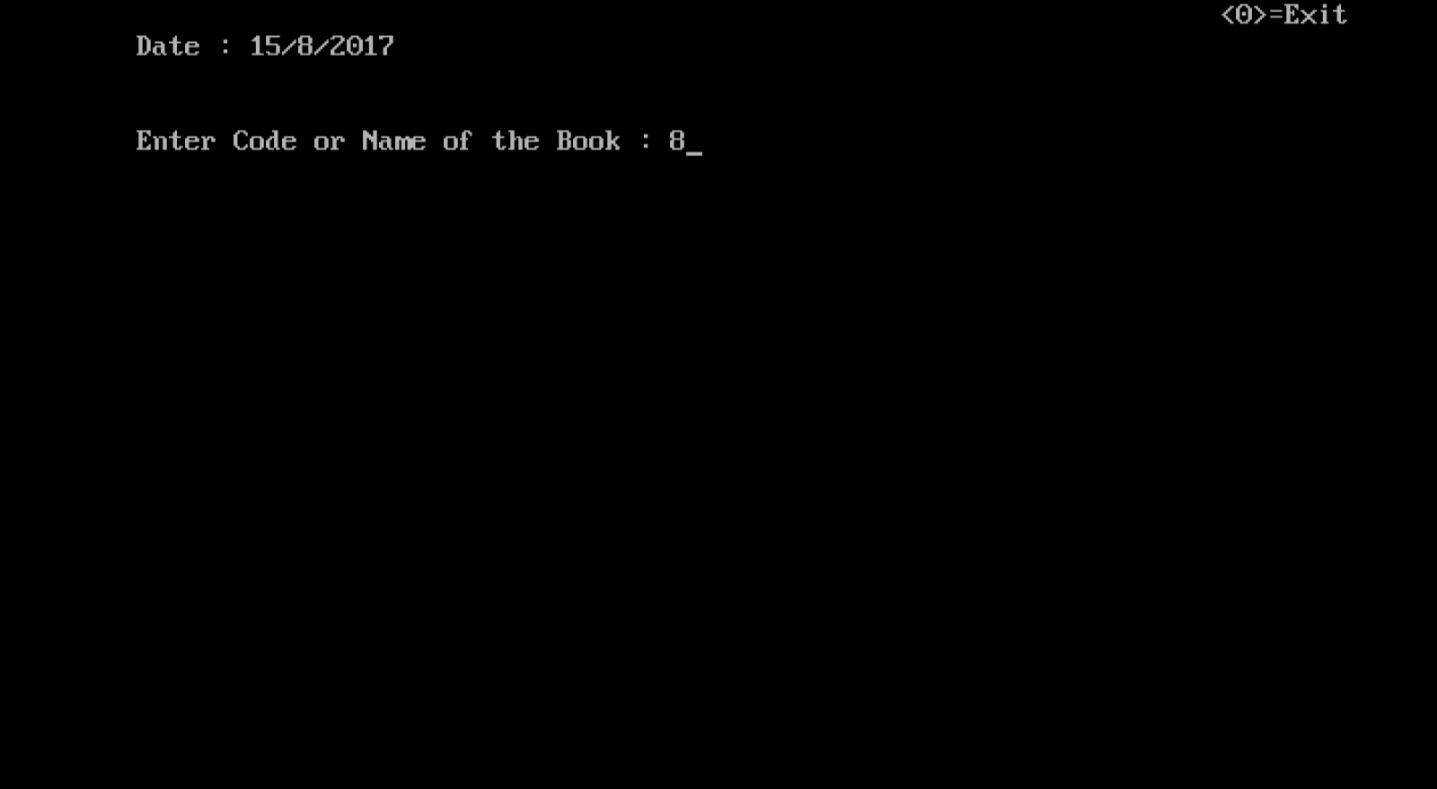 <0>=Exit
Date : 15/8/2017
Enter Code or Name of the Book : 8_